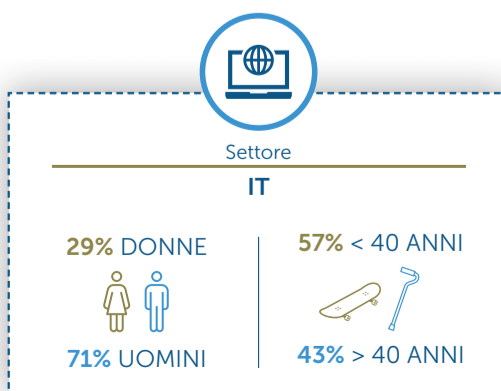 Settore
IT
29% DONNE
71% UOMINI
57% < 40 ANNI
43% > 40 ANNI